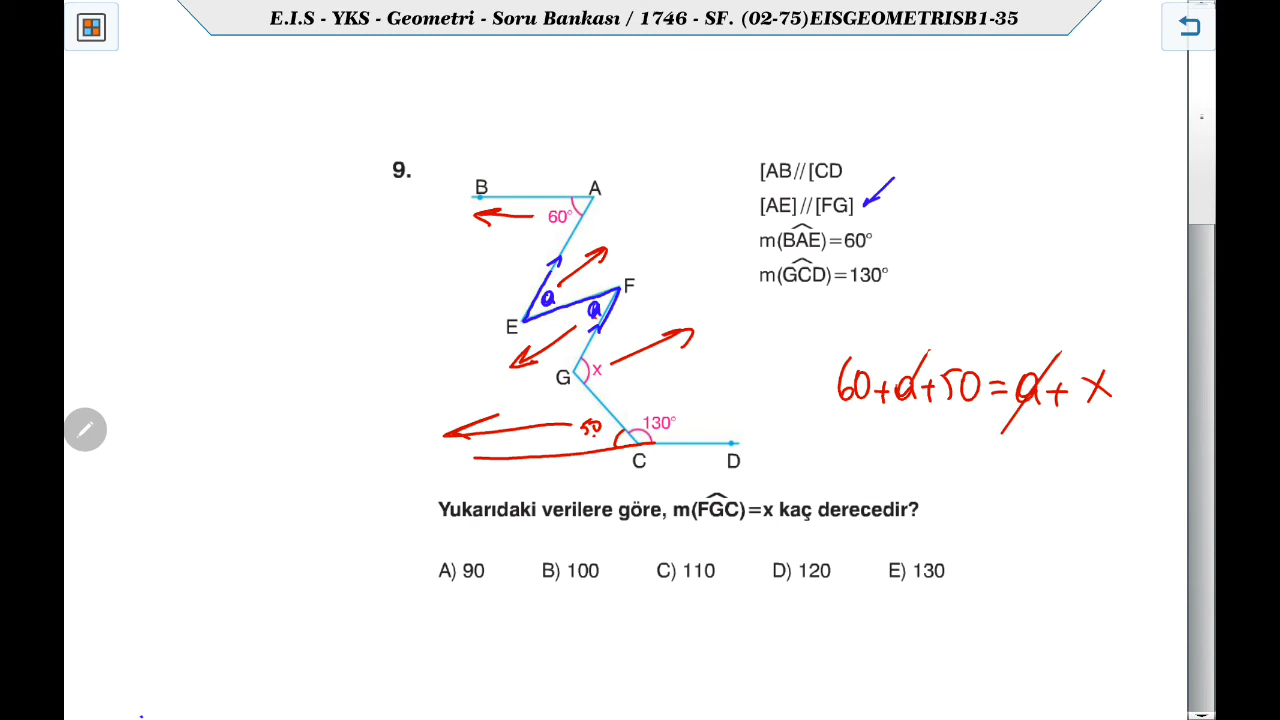 E.I.S - YKS - Geometri - Soru Bankası / 1746 - SF. (02-75)EISGEOMETRISB1-35
9.
B
A
60°
[AB//[CD
[AE]//[FG]
m(BAE)=60°
m(GCD)=130°
a
F
a
E
G
x
60+a+50=a+x
50
130°
C
D
Yukarıdaki verilere göre, m(FGC)=x kaç derecedir?
A) 90 B) 100 C) 110 D) 120 E) 130